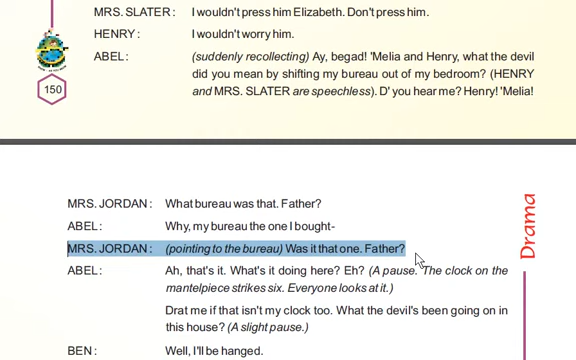 MRS. SLATER : I wouldn't press him Elizabeth. Don't press him.
HENRY : I wouldn't worry him.
ABEL : (suddenly recollecting) Ay, begad! 'Melia and Henry, what the devil
did you mean by shifting my bureau out of my bedroom? (HENRY
and MRS. SLATER are speechless). D' you hear me? Henry! 'Melia!
150
MRS. JORDAN : What bureau was that. Father?
ABEL : Why, my bureau the one I bought-
MRS. JORDAN : (pointing to the bureau) Was it that one. Father?
ABEL : Ah, that's it. What's it doing here? Eh? (A pause. The clock on the
mantelpiece strikes six. Everyone looks at it.)
Drat me if that isn't my clock too. What the devil's been going on in
this house? (A slight pause.)
BEN : Well, I'll be hanged.
Drama